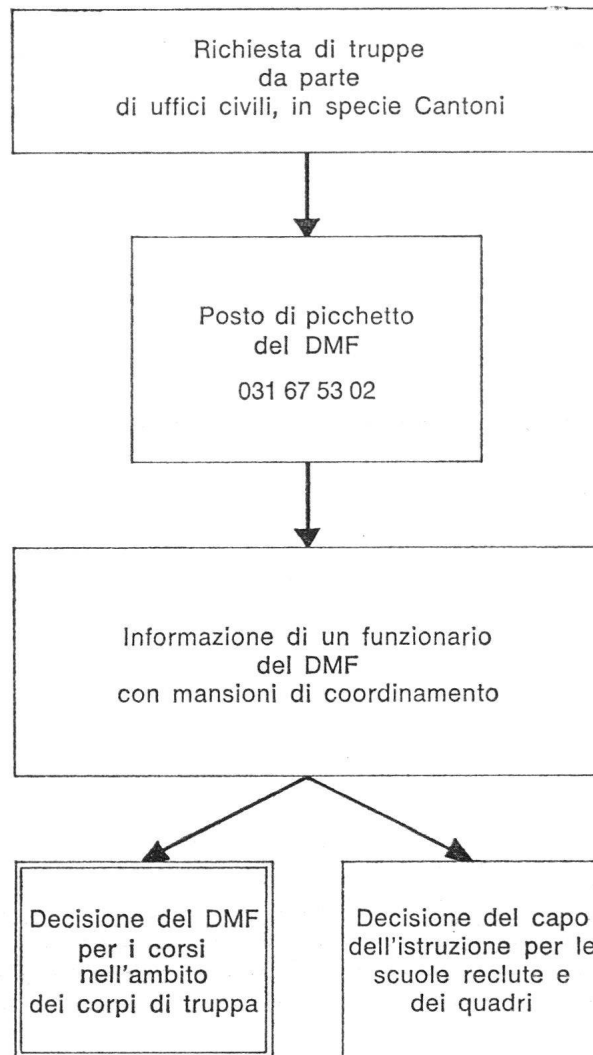 Richiesta di truppe
da parte
di uffici civili, in specie Cantoni
Posto di picchetto
del DMF
031 67 53 02
Informazione di un funzionario
del DMF
con mansioni di coordinamento
Decisione del DMF
per i corsi
nell'ambito
dei corpi di truppa
Decisione del capo
dell'istruzione per le
scuole reclute e
dei quadri